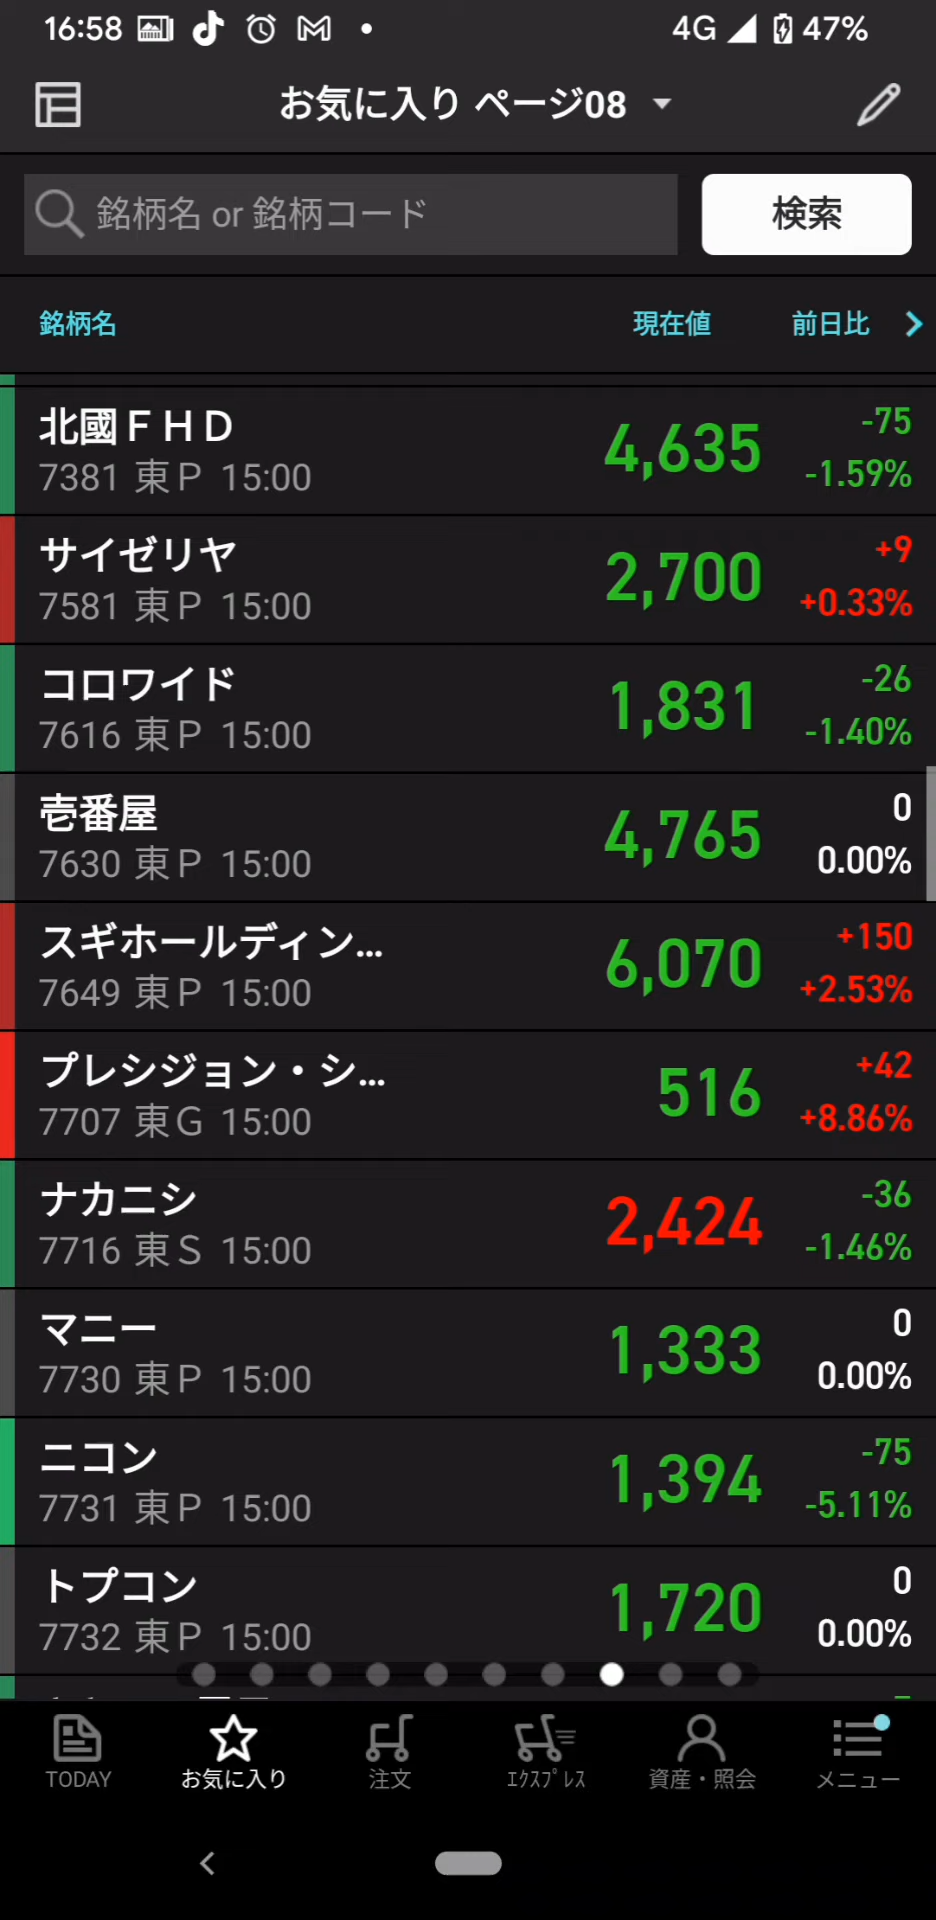 16:58 4G 47%
お気に入り ページ08
銘柄名 or 銘柄コード 検索
銘柄名 現在値 前日比
北國ＦＨＤ 4,635 -75
7381 東Ｐ 15:00 -1.59%
サイゼリヤ 2,700 +9
7581 東Ｐ 15:00 +0.33%
コロワイド 1,831 -26
7616 東Ｐ 15:00 -1.40%
壱番屋 4,765 0
7630 東Ｐ 15:00 0.00%
スギホールディン... 6,070 +150
7649 東Ｐ 15:00 +2.53%
プレシジョン・シ... 516 +42
7707 東Ｇ 15:00 +8.86%
ナカニシ 2,424 -36
7716 東Ｓ 15:00 -1.46%
マニー 1,333 0
7730 東Ｐ 15:00 0.00%
ニコン 1,394 -75
7731 東Ｐ 15:00 -5.11%
トプコン 1,720 0
7732 東Ｐ 15:00 0.00%
TODAY お気に入り 注文 ｴｸｽﾌﾟﾚｽ 資産・照会 メニュー